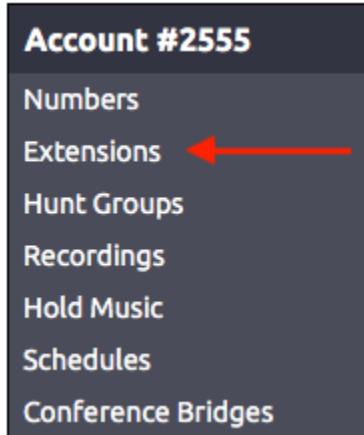 Account #2555
Numbers
Extensions
Hunt Groups
Recordings
Hold Music
Schedules
Conference Bridges